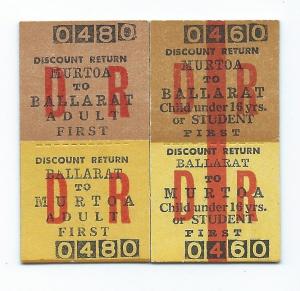 0480
DISCOUNT RETURN
MURTOA
TO
BALLARAT
ADULT
FIRST
D R
DISCOUNT RETURN
BALLARAT
TO
MURTOA
ADULT
FIRST
D R
0480
0460
DISCOUNT RETURN
MURTOA
TO
BALLARAT
Child under 16 yrs.
or STUDENT
FIRST
D R
DISCOUNT RETURN
BALLARAT
TO
MURTOA
Child under 16 yrs.
or STUDENT
FIRST
D R
0460